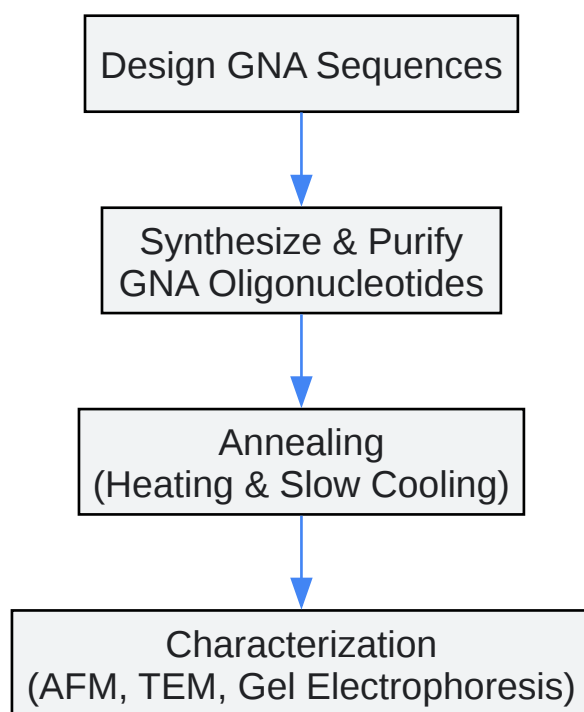 Design GNA Sequences
Synthesize & Purify
GNA Oligonucleotides
Annealing
(Heating & Slow Cooling)
Characterization
(AFM, TEM, Gel Electrophoresis)